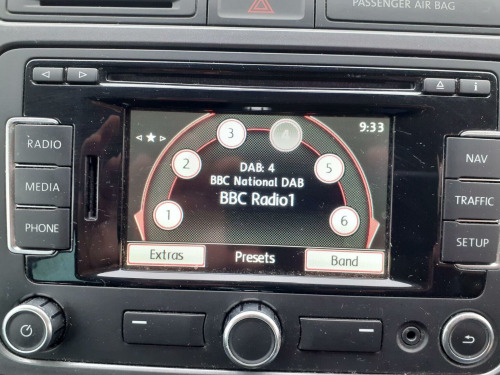 PASSENGER AIR BAG
RADIO
MEDIA
PHONE
9:33
1
2
3
4
5
6
DAB: 4
BBC National DAB
BBC Radio1
Extras
Presets
Band
NAV
TRAFFIC
SETUP
i